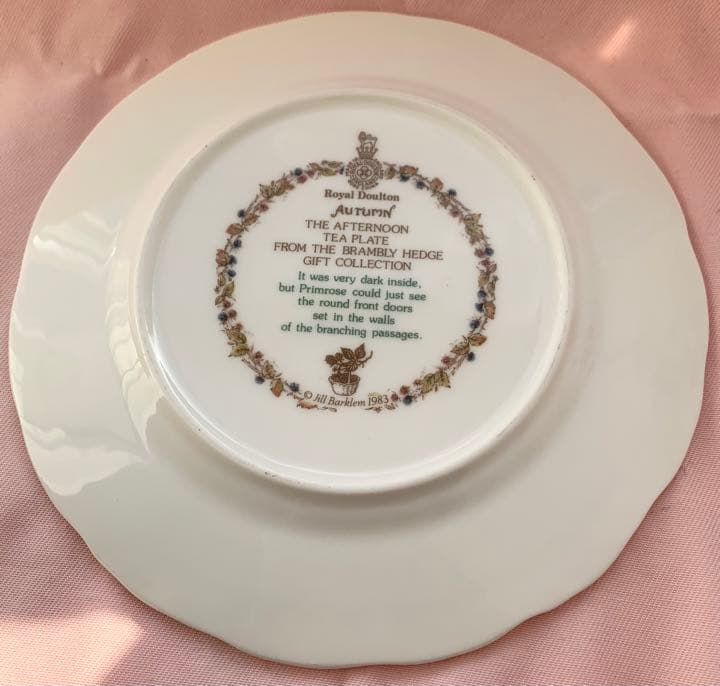 Royal Doulton
AUTUMN
THE AFTERNOON
TEA PLATE
FROM THE BRAMBLY HEDGE
GIFT COLLECTION
It was very dark inside,
but Primrose could just see
the round front doors
set in the walls
of the branching passages.
© Jill Barklem 1983